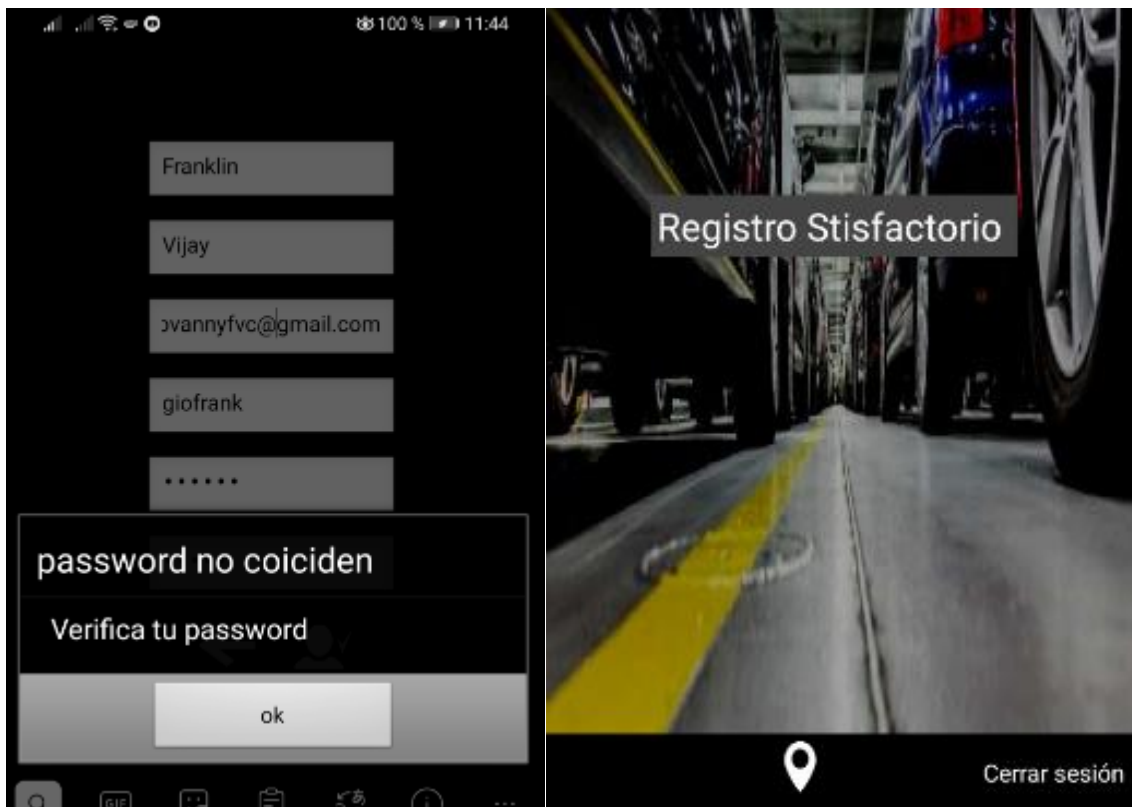 100 % 11:44
Franklin
Vijay
ovannyfvc@gmail.com
giofrank
••••••
password no coiciden
Verifica tu password
ok
GIF
Registro Stisfactorio
Cerrar sesión